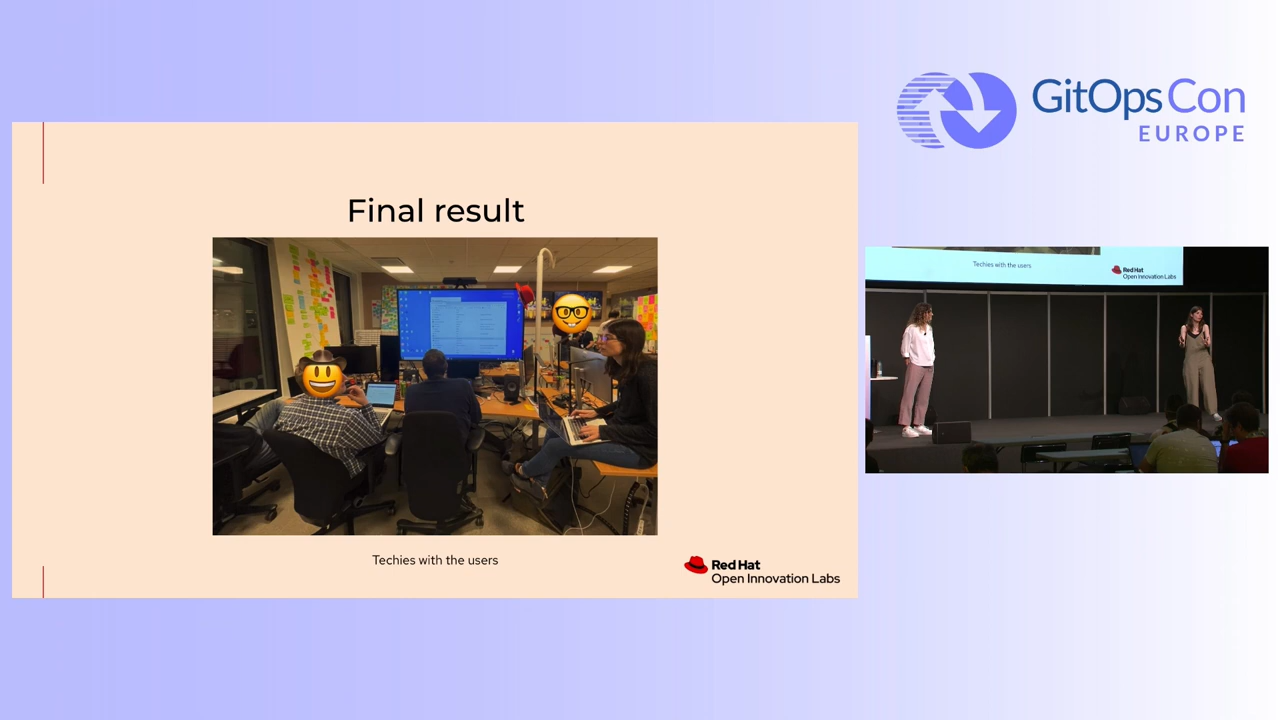 GitOpsCon
EUROPE
Final result
Techies with the users
Red Hat
Open Innovation Labs
Techies with the users
Red Hat
Open Innovation Labs